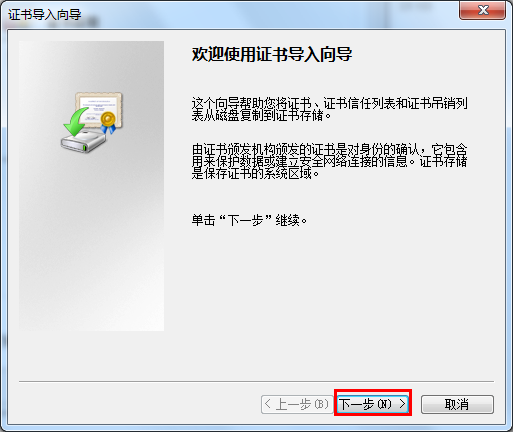 证书导入向导
欢迎使用证书导入向导
这个向导帮助您将证书、证书信任列表和证书吊销列
表从磁盘复制到证书存储。
由证书颁发机构颁发的证书是对身份的确认，它包含
用来保护数据或建立安全网络连接的信息。证书存储
是保存证书的系统区域。
单击“下一步”继续。
< 上一步(B) 下一步(N) > 取消